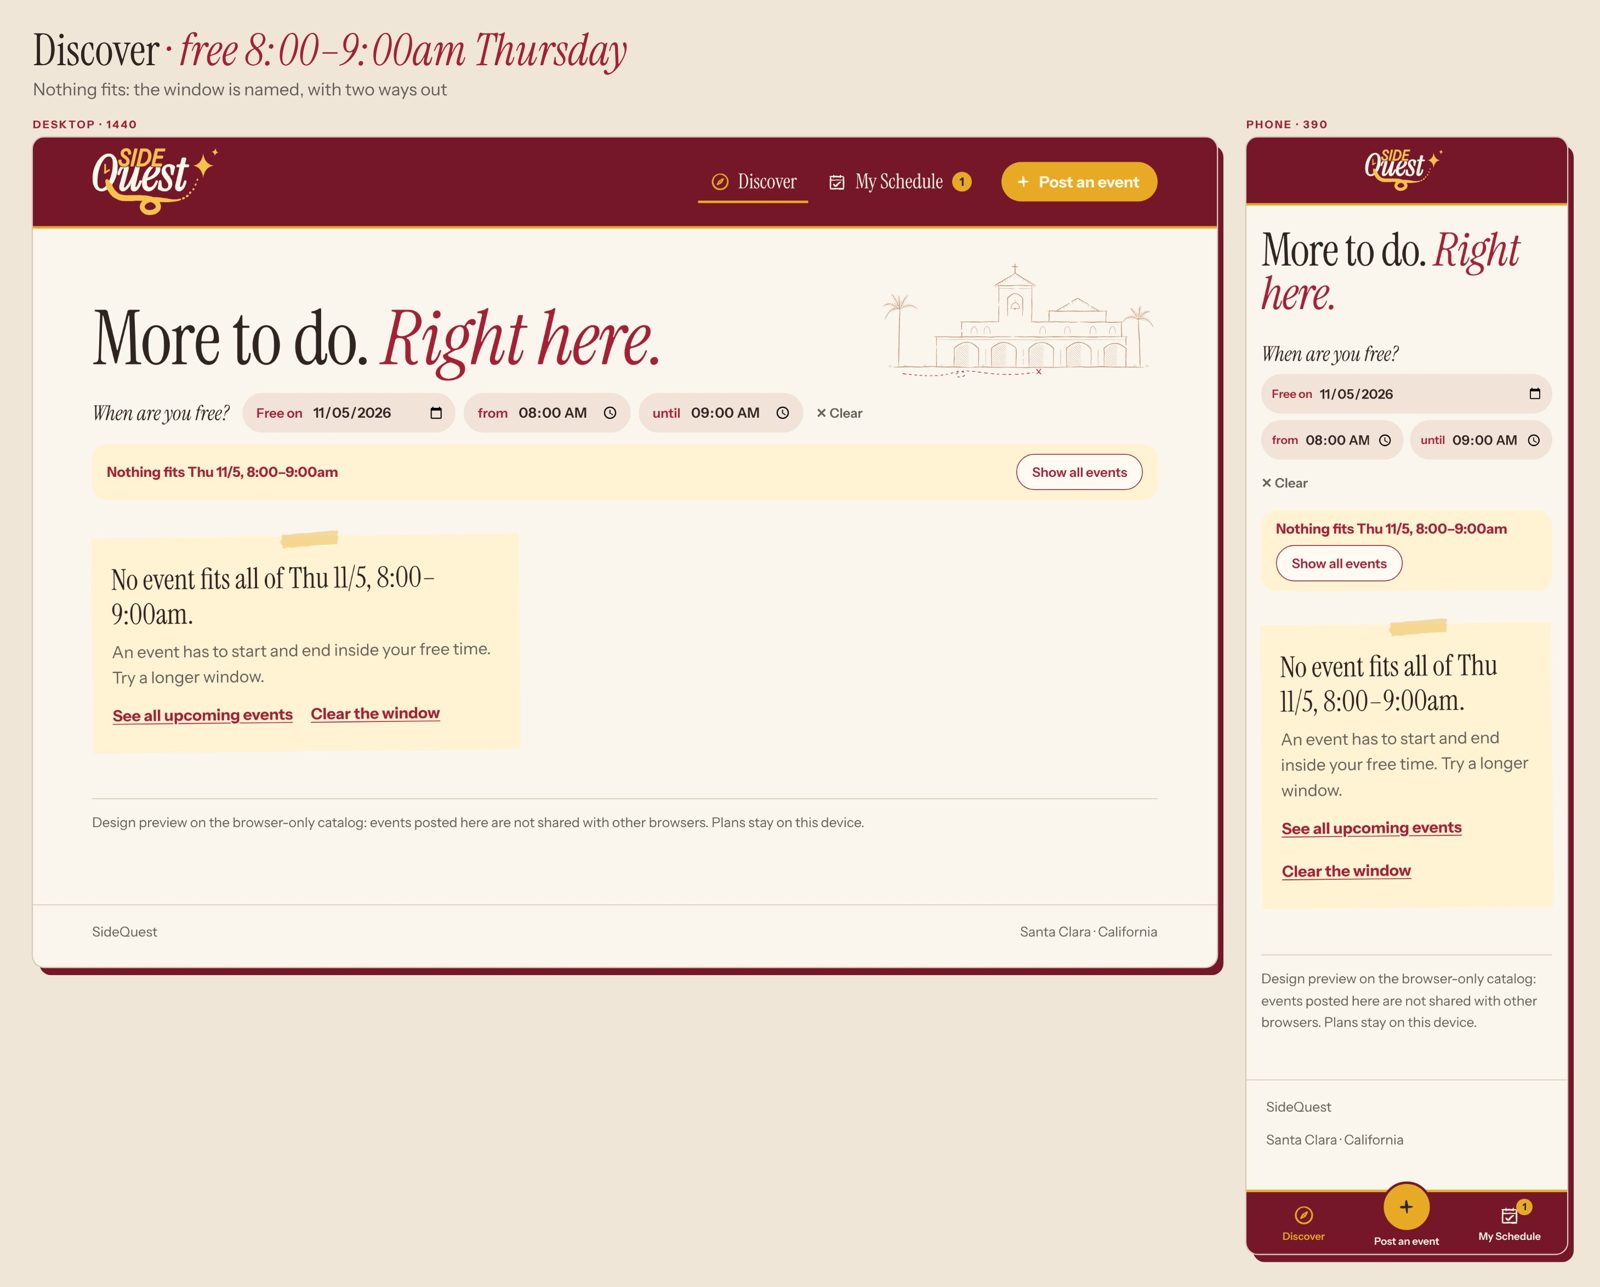 Discover · free 8:00–9:00am Thursday
Nothing fits: the window is named, with two ways out
DESKTOP · 1440
SIDE
Quest
Discover
My Schedule 1
+ Post an event
More to do. Right here.
When are you free?
Free on 11/05/2026
from 08:00 AM
until 09:00 AM
✕ Clear
Nothing fits Thu 11/5, 8:00–9:00am
Show all events
No event fits all of Thu 11/5, 8:00–
9:00am.
An event has to start and end inside your free time.
Try a longer window.
See all upcoming events Clear the window
Design preview on the browser-only catalog: events posted here are not shared with other browsers. Plans stay on this device.
SideQuest
Santa Clara · California
PHONE · 390
SIDE
Quest
More to do. Right
here.
When are you free?
Free on 11/05/2026
from 08:00 AM
until 09:00 AM
✕ Clear
Nothing fits Thu 11/5, 8:00–9:00am
Show all events
No event fits all of Thu
11/5, 8:00–9:00am.
An event has to start and end
inside your free time. Try a longer
window.
See all upcoming events
Clear the window
Design preview on the browser-only catalog:
events posted here are not shared with other
browsers. Plans stay on this device.
SideQuest
Santa Clara · California
Discover
+
Post an event
1
My Schedule